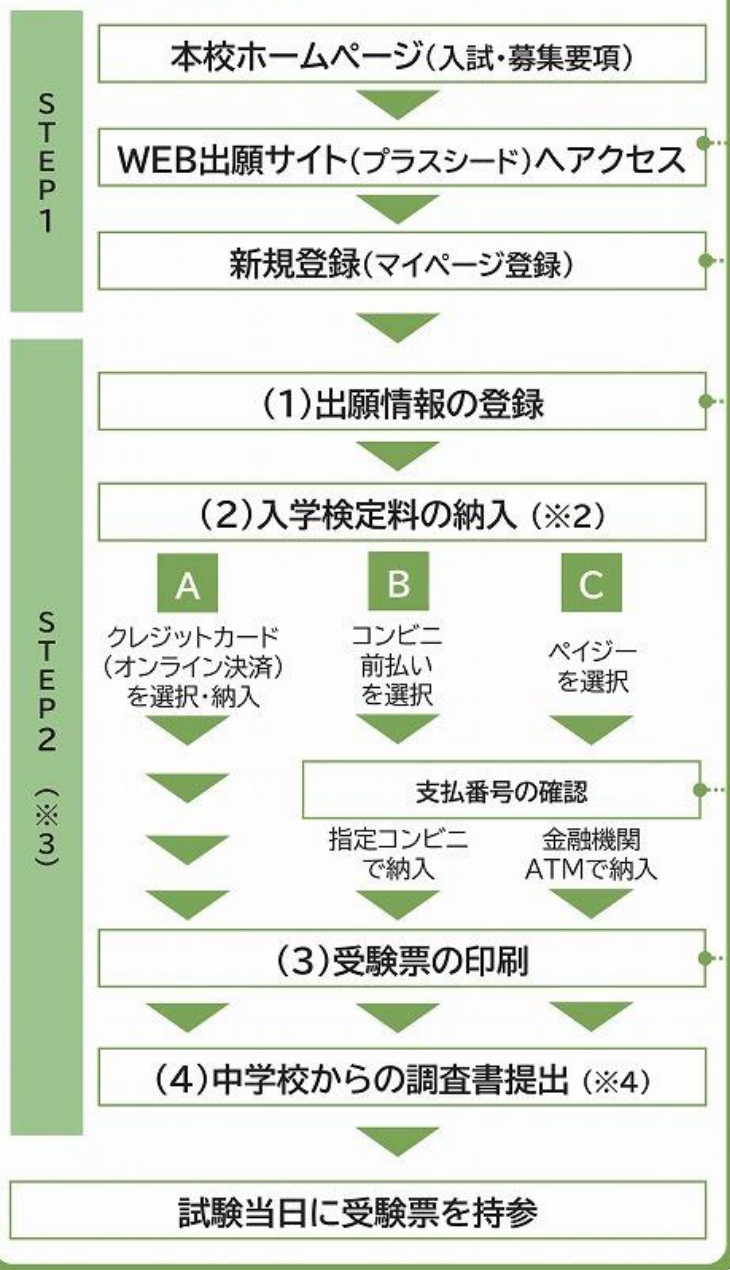 STEP1
本校ホームページ(入試・募集要項)
WEB出願サイト(プラスシード)へアクセス
新規登録(マイページ登録)
STEP2 (※3)
(1)出願情報の登録
(2)入学検定料の納入 (※2)
A
クレジットカード
(オンライン決済)
を選択・納入
B
コンビニ
前払い
を選択
C
ペイジー
を選択
支払番号の確認
指定コンビニ
で納入
金融機関
ATMで納入
(3)受験票の印刷
(4)中学校からの調査書提出 (※4)
試験当日に受験票を持参